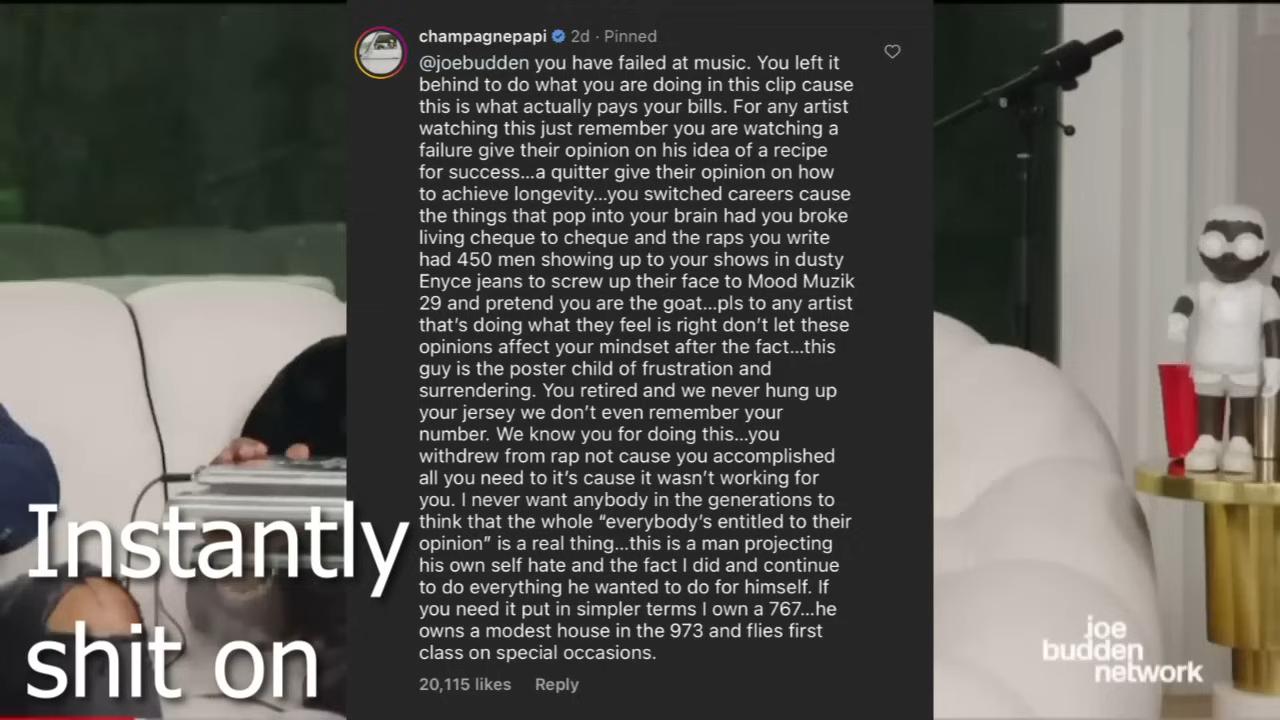 champagnepapi 2d · Pinned
@joebudden you have failed at music. You left it
behind to do what you are doing in this clip cause
this is what actually pays your bills. For any artist
watching this just remember you are watching a
failure give their opinion on his idea of a recipe
for success...a quitter give their opinion on how
to achieve longevity...you switched careers cause
the things that pop into your brain had you broke
living cheque to cheque and the raps you write
had 450 men showing up to your shows in dusty
Enyce jeans to screw up their face to Mood Muzik
29 and pretend you are the goat...pls to any artist
that's doing what they feel is right don't let these
opinions affect your mindset after the fact...this
guy is the poster child of frustration and
surrendering. You retired and we never hung up
your jersey we don't even remember your
number. We know you for doing this...you
withdrew from rap not cause you accomplished
all you need to it's cause it wasn't working for
you. I never want anybody in the generations to
think that the whole “everybody's entitled to their
opinion” is a real thing...this is a man projecting
his own self hate and the fact I did and continue
to do everything he wanted to do for himself. If
you need it put in simpler terms I own a 767...he
owns a modest house in the 973 and flies first
class on special occasions.
20,115 likes Reply
Instantly
shit on
joe
budden
network